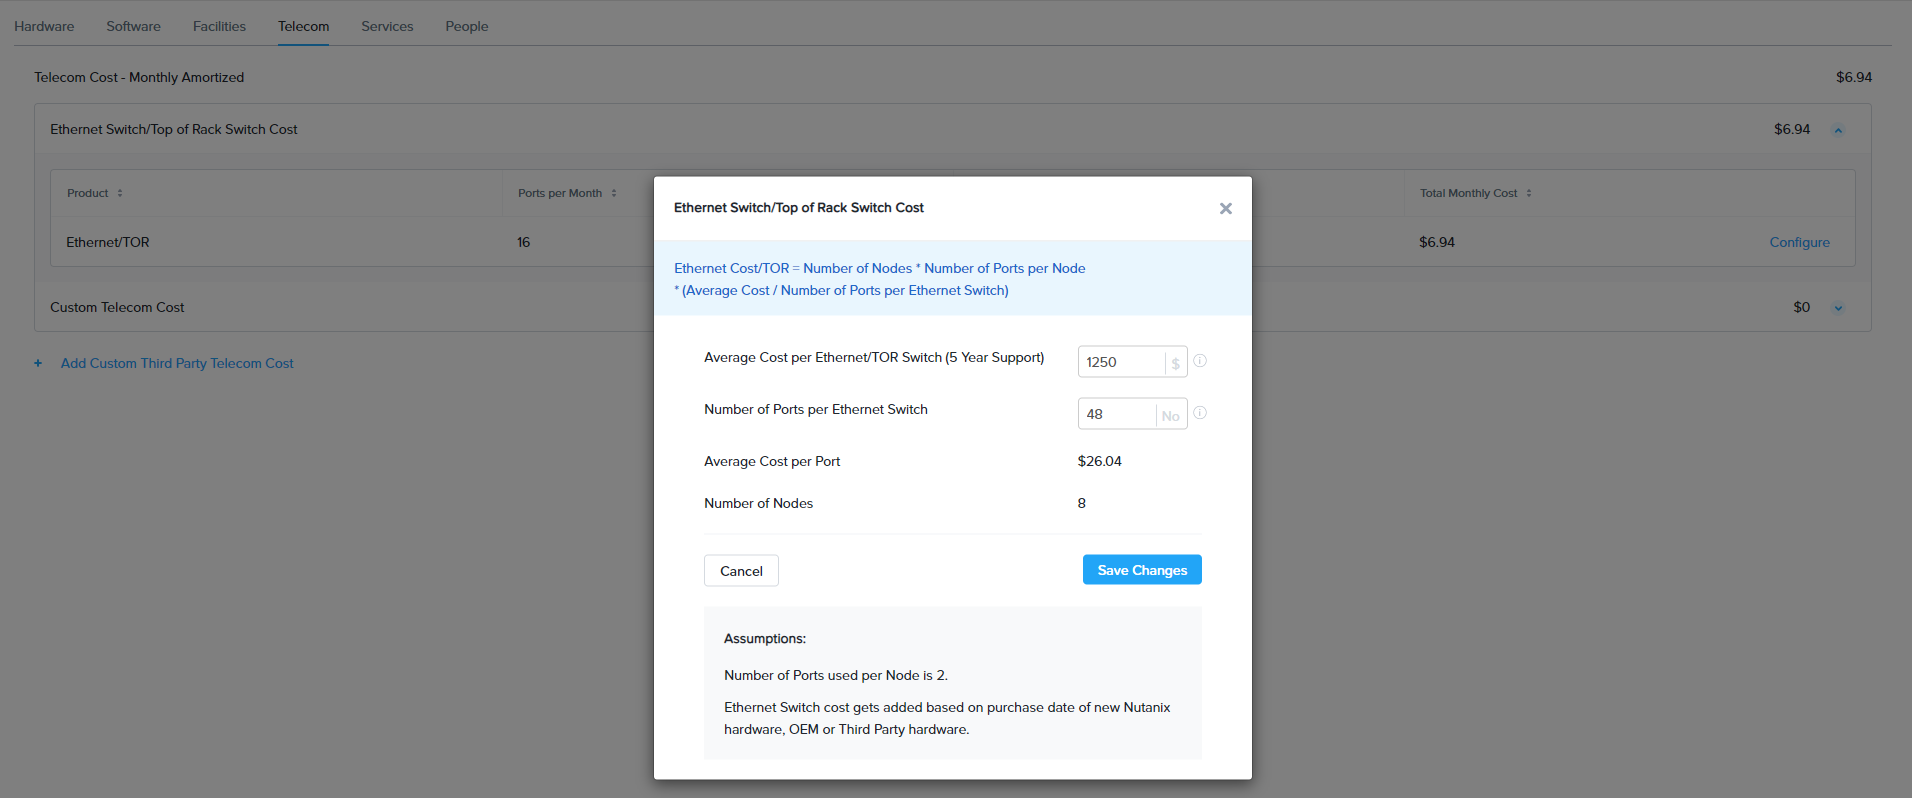 Hardware Software Facilities Telecom Services People
Telecom Cost - Monthly Amortized $6.94
Ethernet Switch/Top of Rack Switch Cost $6.94
Product Ports per Month Total Monthly Cost
Ethernet/TOR 16 $6.94 Configure
Custom Telecom Cost $0
+ Add Custom Third Party Telecom Cost
Ethernet Switch/Top of Rack Switch Cost
Ethernet Cost/TOR = Number of Nodes * Number of Ports per Node
* (Average Cost / Number of Ports per Ethernet Switch)
Average Cost per Ethernet/TOR Switch (5 Year Support) 1250 $
Number of Ports per Ethernet Switch 48 No
Average Cost per Port $26.04
Number of Nodes 8
Cancel Save Changes
Assumptions:
Number of Ports used per Node is 2.
Ethernet Switch cost gets added based on purchase date of new Nutanix
hardware, OEM or Third Party hardware.